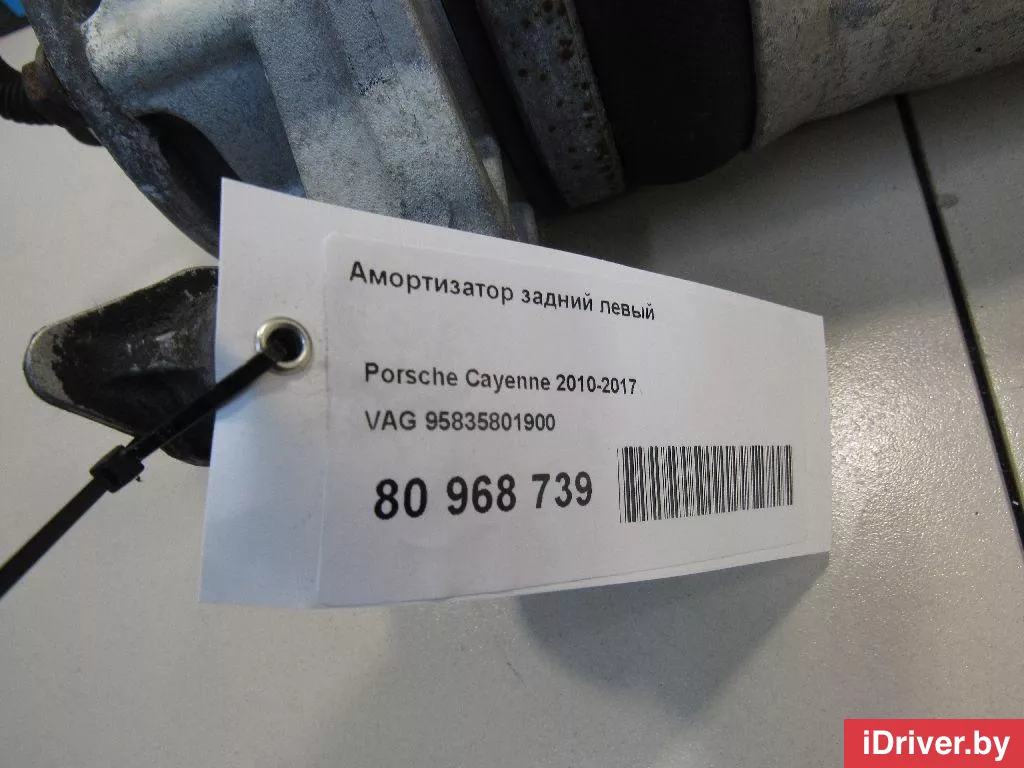 Амортизатор задний левый
Porsche Cayenne 2010-2017
VAG 95835801900
80 968 739
iDriver.by